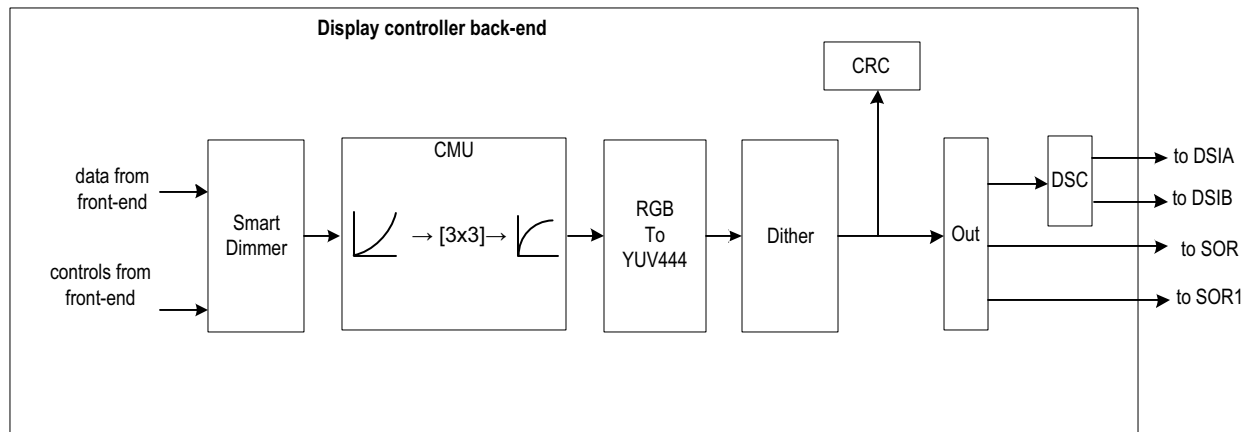 Display controller back-end
CRC
CMU
data from
front-end
controls from
front-end
Smart
Dimmer
→ [3x3]→
RGB
To
YUV444
Dither
Out
DSC
to DSIA
to DSIB
to SOR
to SOR1